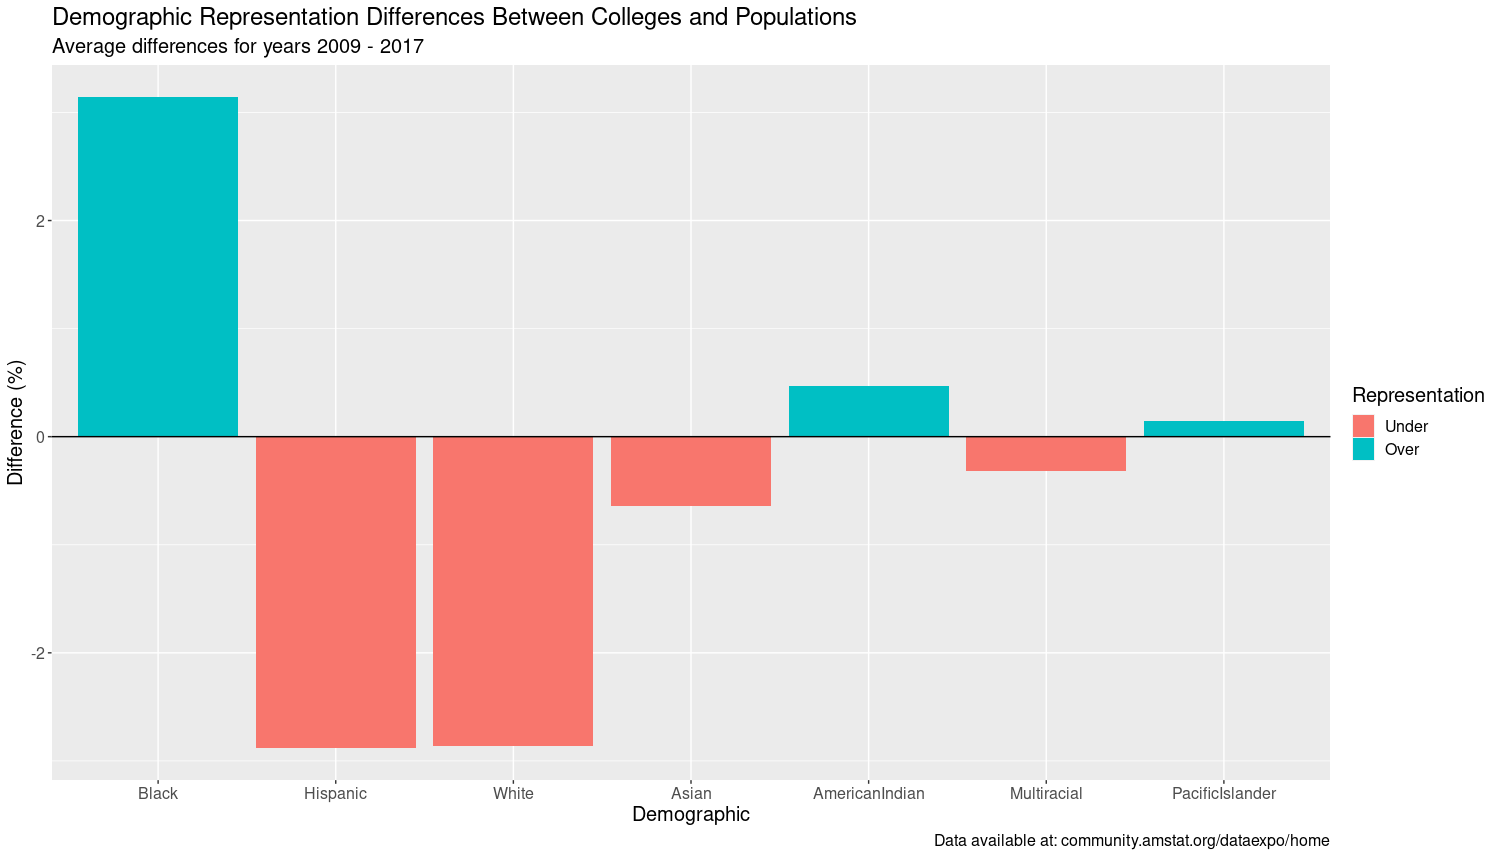 Demographic Representation Differences Between Colleges and Populations
Average differences for years 2009 - 2017
Difference (%)
2
0
-2
Black Hispanic White Asian AmericanIndian Multiracial PacificIslander
Demographic
Representation
Under
Over
Data available at: community.amstat.org/dataexpo/home